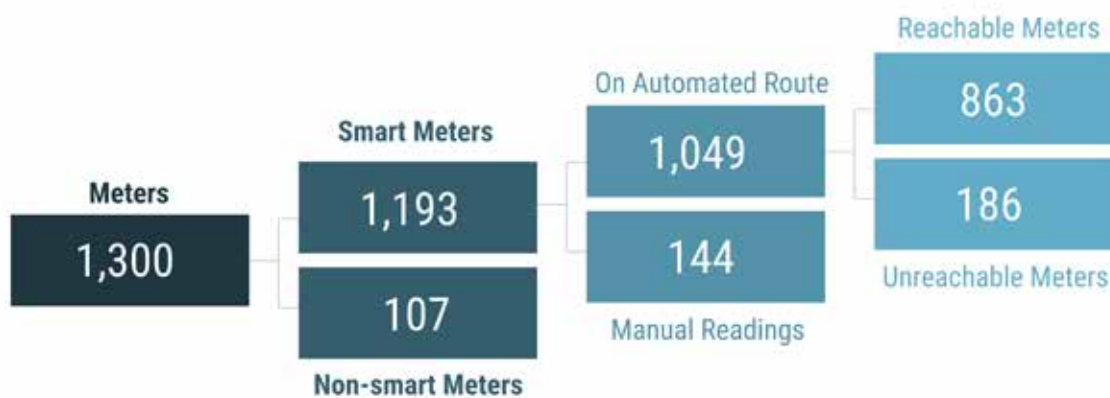 Meters
1,300
Smart Meters
1,193
107
Non-smart Meters
On Automated Route
1,049
144
Manual Readings
Reachable Meters
863
186
Unreachable Meters